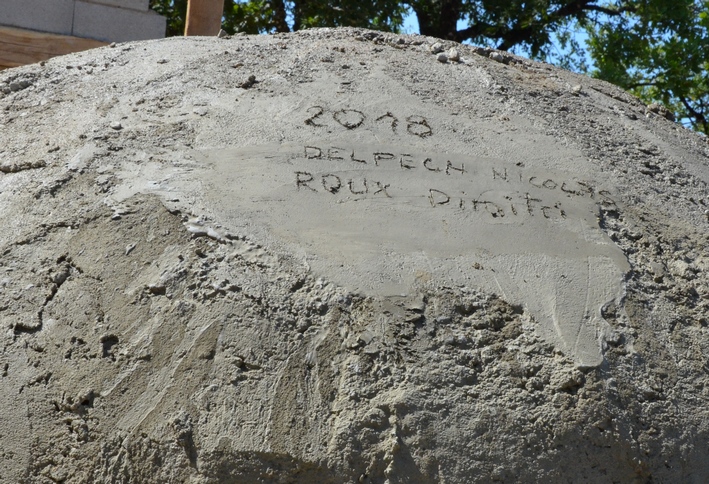 2018
DELPECH NicoLAS
ROUX Dimitri